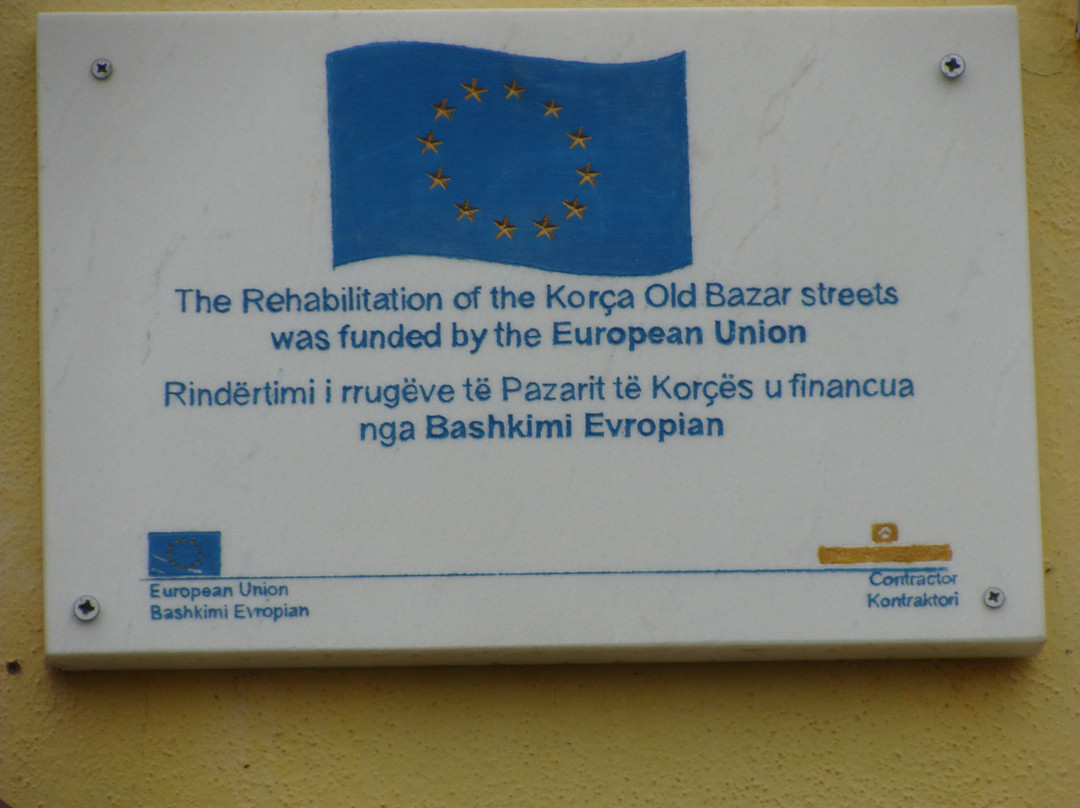 The Rehabilitation of the Korça Old Bazar streets
was funded by the European Union
Rindërtimi i rrugëve të Pazarit të Korçës u financua
nga Bashkimi Evropian
European Union
Bashkimi Evropian
Contractor
Kontraktori